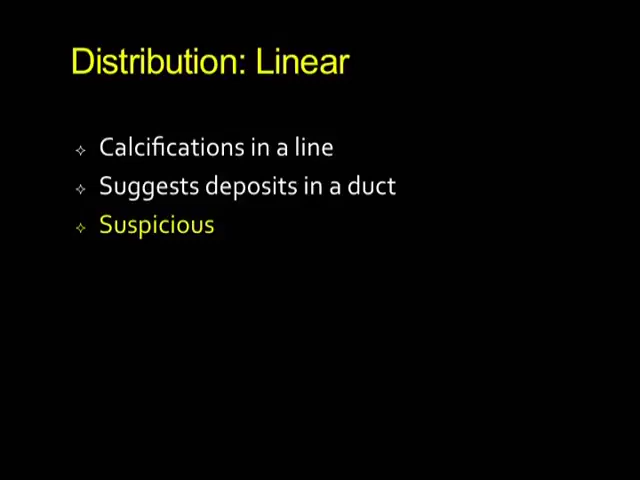 Distribution: Linear
Calcifications in a line
Suggests deposits in a duct
Suspicious